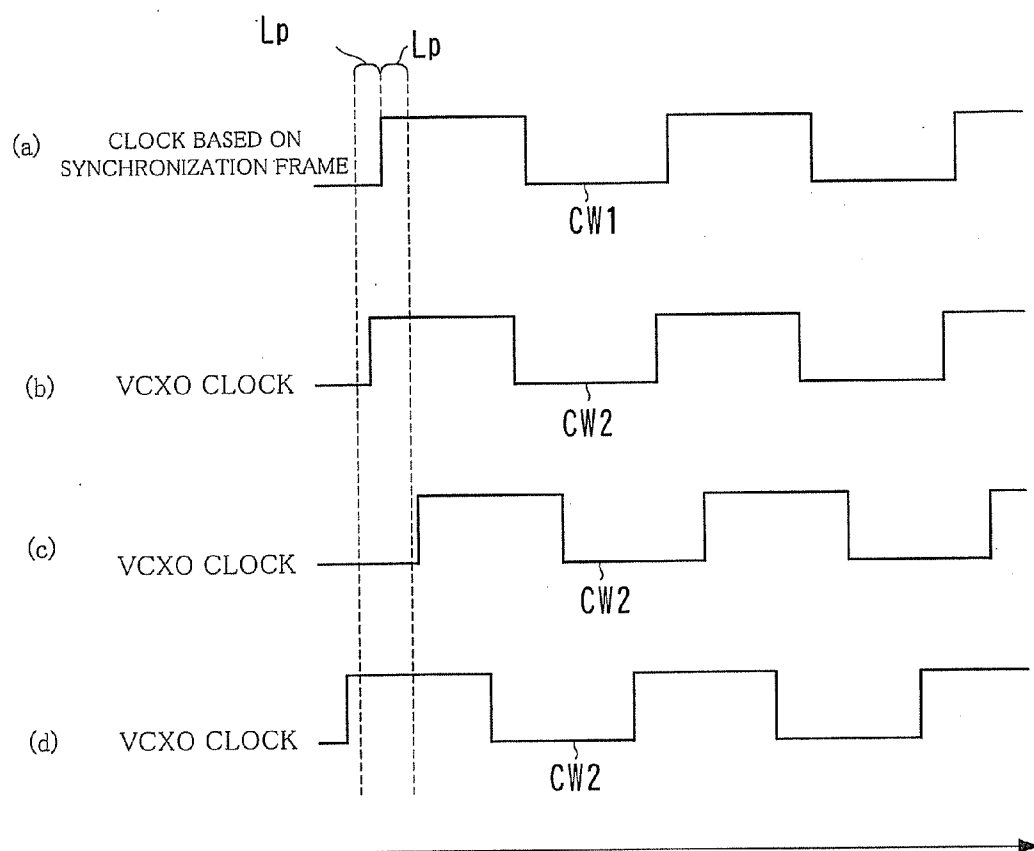 Lp
Lp
(a)
CLOCK BASED ON
SYNCHRONIZATION FRAME
CW1
(b)
VCXO CLOCK
CW2
(c)
VCXO CLOCK
CW2
(d)
VCXO CLOCK
CW2